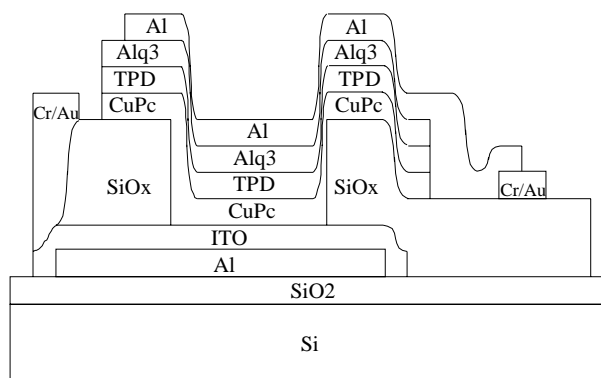 Al
Al
Alq3
Alq3
TPD
TPD
Cr/Au
CuPc
CuPc
Al
Alq3
SiOx
TPD
SiOx
Cr/Au
CuPc
ITO
Al
SiO2
Si